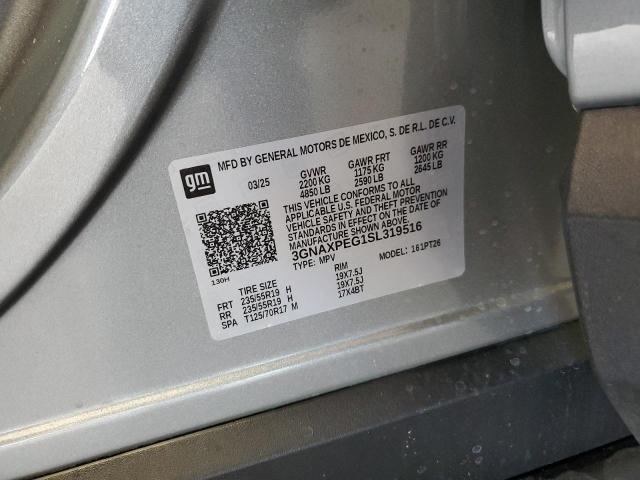 gm
MFD BY GENERAL MOTORS DE MEXICO, S. DE R.L. DE C.V.
03/25 GVWR GAWR FRT GAWR RR
2200 KG 1175 KG 1200 KG
4850 LB 2590 LB 2645 LB
THIS VEHICLE CONFORMS TO ALL
APPLICABLE U.S. FEDERAL MOTOR
VEHICLE SAFETY AND THEFT PREVENTION
STANDARDS IN EFFECT ON THE DATE OF
MANUFACTURE SHOWN ABOVE.
3GNAXPEG1SL319516
TYPE: MPV MODEL: 161PT26
130H
TIRE SIZE RIM
FRT 235/55R19 H 19X7.5J
RR 235/55R19 H 19X7.5J
SPA T125/70R17 M 17X4BT